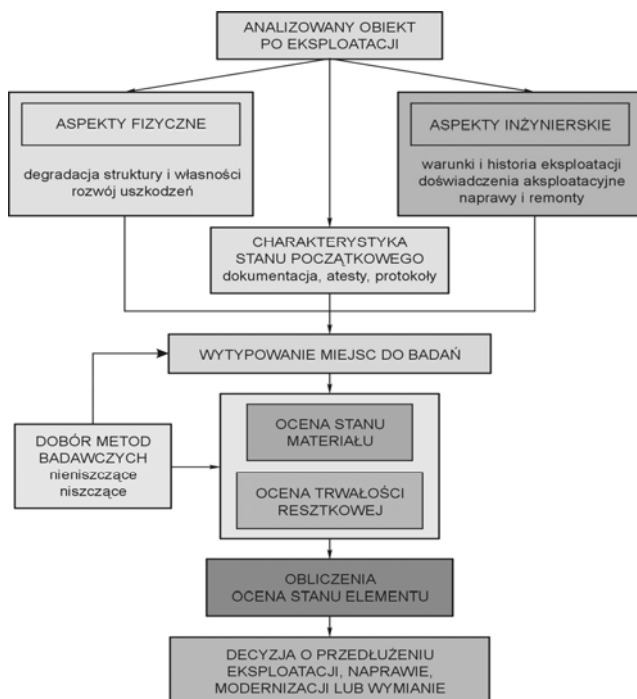 ANALIZOWANY OBIEKT
PO EKSPLOATACJI
ASPEKTY FIZYCZNE
degradacja struktury i własności
rozwój uszkodzeń
ASPEKTY INŻYNIERSKIE
warunki i historia eksploatacji
doświadczenia aksploatacyjne
naprawy i remonty
CHARAKTERYSTYKA
STANU POCZĄTKOWEGO
dokumentacja, atesty, protokoły
WYTYPOWANIE MIEJSC DO BADAŃ
DOBÓR METOD
BADAWCZYCH
nieniszczące
niszczące
OCENA STANU
MATERIAŁU
OCENA TRWAŁOŚCI
RESZTKOWEJ
OBLICZENIA
OCENA STANU ELEMENTU
DECYZJA O PRZEDŁUŻENIU
EKSPLOATACJI, NAPRAWIE,
MODERNIZACJI LUB WYMIANIE